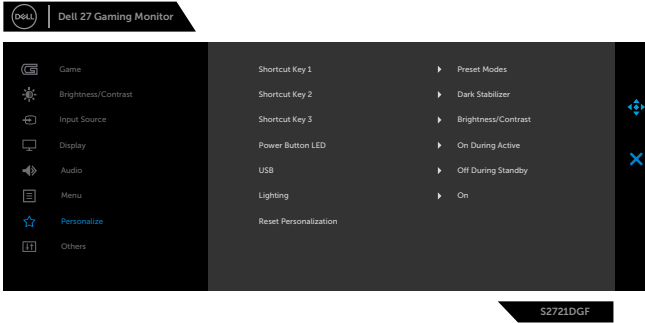 DELL Dell 27 Gaming Monitor
Game Shortcut Key 1 Preset Modes
Brightness/Contrast Shortcut Key 2 Dark Stabilizer
Input Source Shortcut Key 3 Brightness/Contrast
Display Power Button LED On During Active
Audio USB Off During Standby
Menu Lighting On
Personalize Reset Personalization
Others
S2721DGF